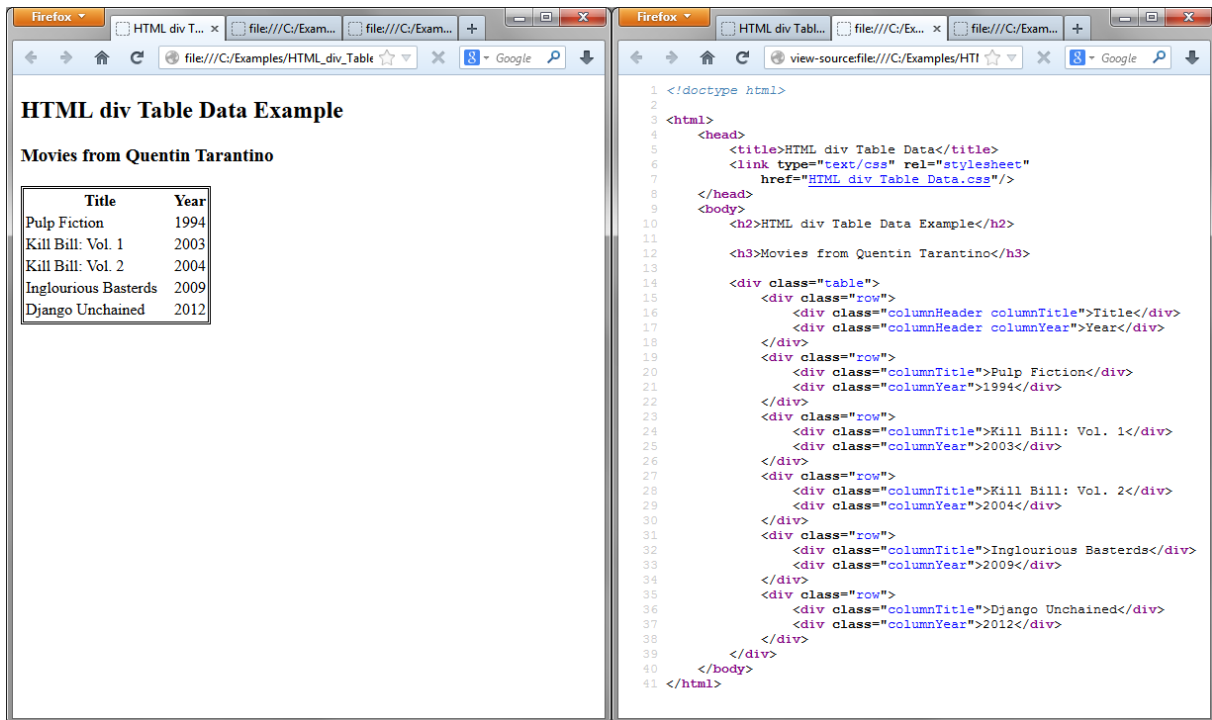 Firefox
HTML div T... ×
file:///C:/Exam...
file:///C:/Exam...
+
file:///C:/Examples/HTML_div_Table
8
Google
HTML div Table Data Example
Movies from Quentin Tarantino
Title Year
Pulp Fiction 1994
Kill Bill: Vol. 1 2003
Kill Bill: Vol. 2 2004
Inglourious Basterds 2009
Django Unchained 2012
Firefox
HTML div Tabl...
file:///C:/Ex... ×
file:///C:/Exam...
+
view-source:file:///C:/Examples/HTI
8
Google
1 <!doctype html>
2
3 <html>
4     <head>
5         <title>HTML div Table Data</title>
6         <link type="text/css" rel="stylesheet"
7             href="HTML div Table Data.css"/>
8     </head>
9     <body>
10         <h2>HTML div Table Data Example</h2>
11
12         <h3>Movies from Quentin Tarantino</h3>
13
14         <div class="table">
15             <div class="row">
16                 <div class="columnHeader columnTitle">Title</div>
17                 <div class="columnHeader columnYear">Year</div>
18             </div>
19             <div class="row">
20                 <div class="columnTitle">Pulp Fiction</div>
21                 <div class="columnYear">1994</div>
22             </div>
23             <div class="row">
24                 <div class="columnTitle">Kill Bill: Vol. 1</div>
25                 <div class="columnYear">2003</div>
26             </div>
27             <div class="row">
28                 <div class="columnTitle">Kill Bill: Vol. 2</div>
29                 <div class="columnYear">2004</div>
30             </div>
31             <div class="row">
32                 <div class="columnTitle">Inglourious Basterds</div>
33                 <div class="columnYear">2009</div>
34             </div>
35             <div class="row">
36                 <div class="columnTitle">Django Unchained</div>
37                 <div class="columnYear">2012</div>
38             </div>
39         </div>
40     </body>
41 </html>